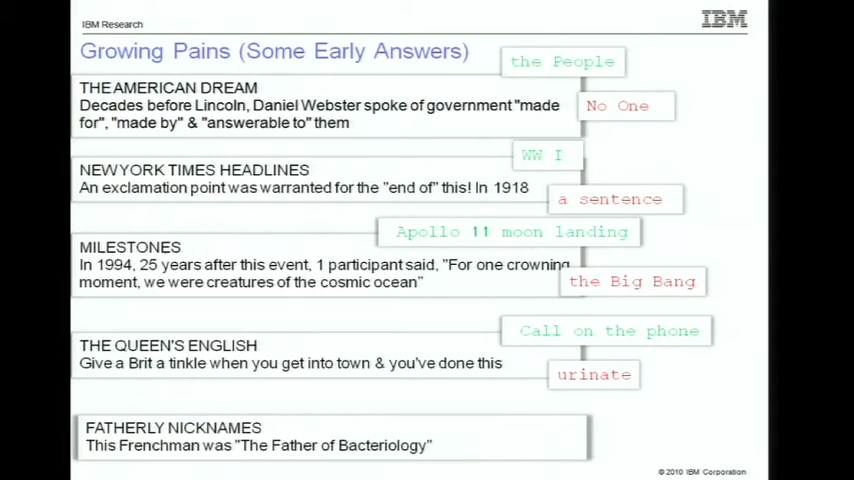 IBM Research
IBM
Growing Pains (Some Early Answers)
the People
THE AMERICAN DREAM
Decades before Lincoln, Daniel Webster spoke of government "made
for", "made by" & "answerable to" them
No One
WW I
NEW YORK TIMES HEADLINES
An exclamation point was warranted for the "end of" this! In 1918
a sentence
Apollo 11 moon landing
MILESTONES
In 1994, 25 years after this event, 1 participant said, "For one crowning
moment, we were creatures of the cosmic ocean"
the Big Bang
Call on the phone
THE QUEEN'S ENGLISH
Give a Brit a tinkle when you get into town & you've done this
urinate
FATHERLY NICKNAMES
This Frenchman was "The Father of Bacteriology"
© 2010 IBM Corporation